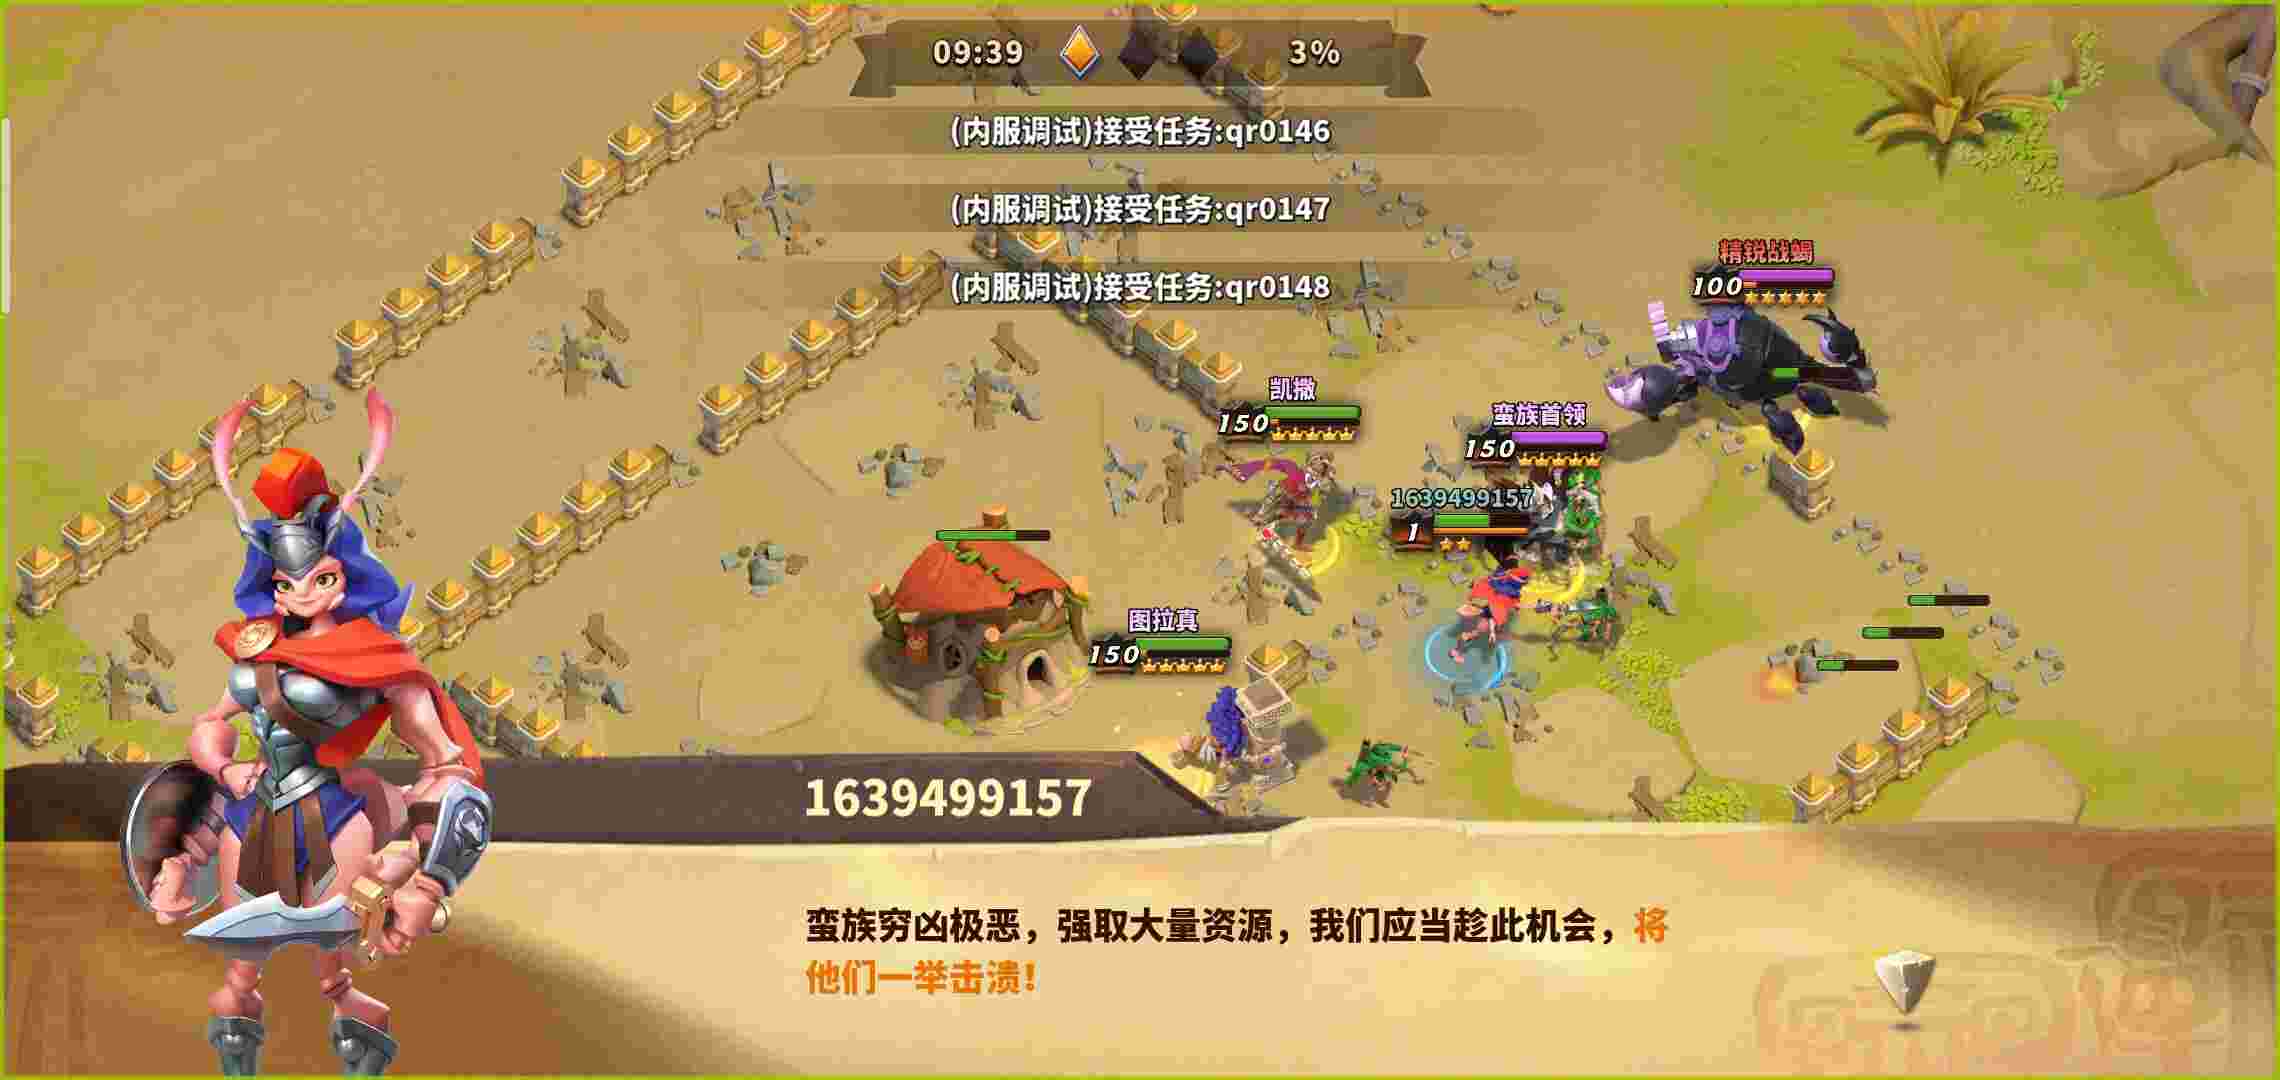 09:39
3%
(内服调试)接受任务:qr0146
(内服调试)接受任务:qr0147
(内服调试)接受任务:qr0148
精锐战蝎
100
凯撒
150
蛮族首领
150
1639499157
1
图拉真
150
1639499157
蛮族穷凶极恶，强取大量资源，我们应当趁此机会，将
他们一举击溃！